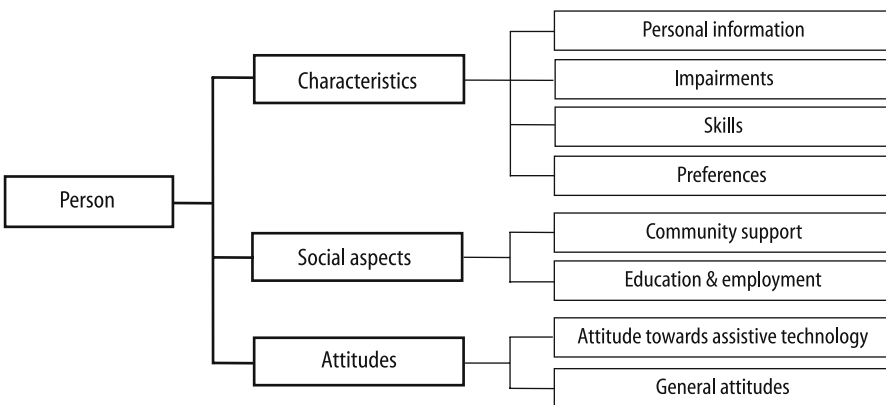 Person
Characteristics
Personal information
Impairments
Skills
Preferences
Social aspects
Community support
Education & employment
Attitudes
Attitude towards assistive technology
General attitudes